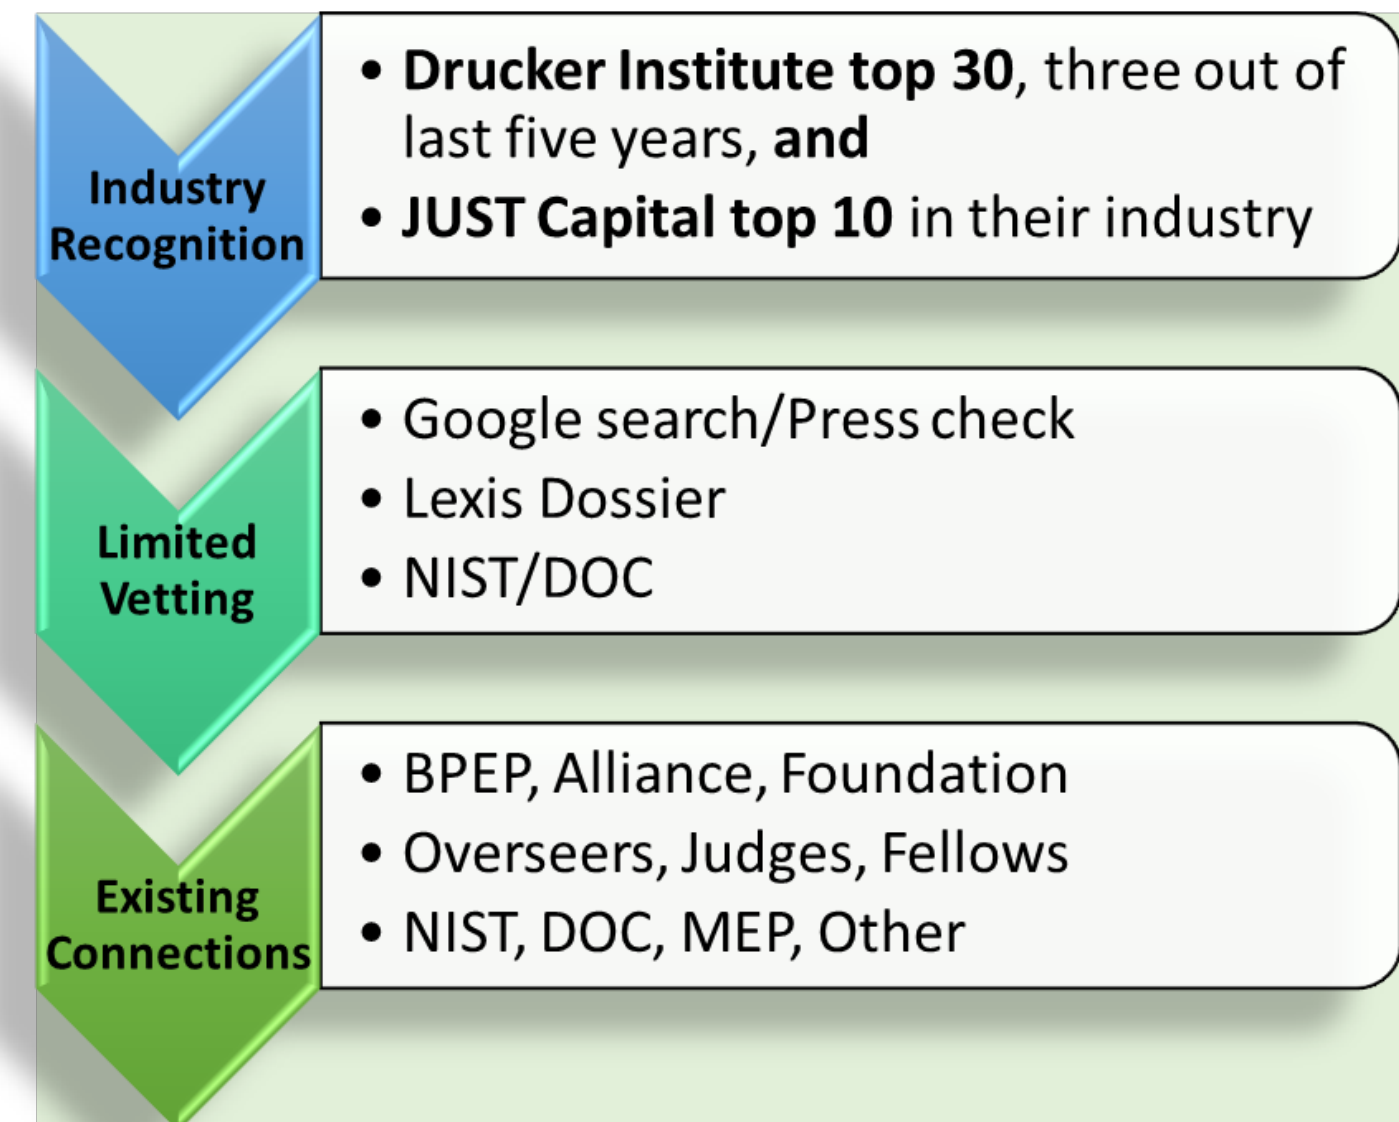 Industry
Recognition
• Drucker Institute top 30, three out of
last five years, and
• JUST Capital top 10 in their industry
Limited
Vetting
• Google search/Press check
• Lexis Dossier
• NIST/DOC
Existing
Connections
• BPEP, Alliance, Foundation
• Overseers, Judges, Fellows
• NIST, DOC, MEP, Other